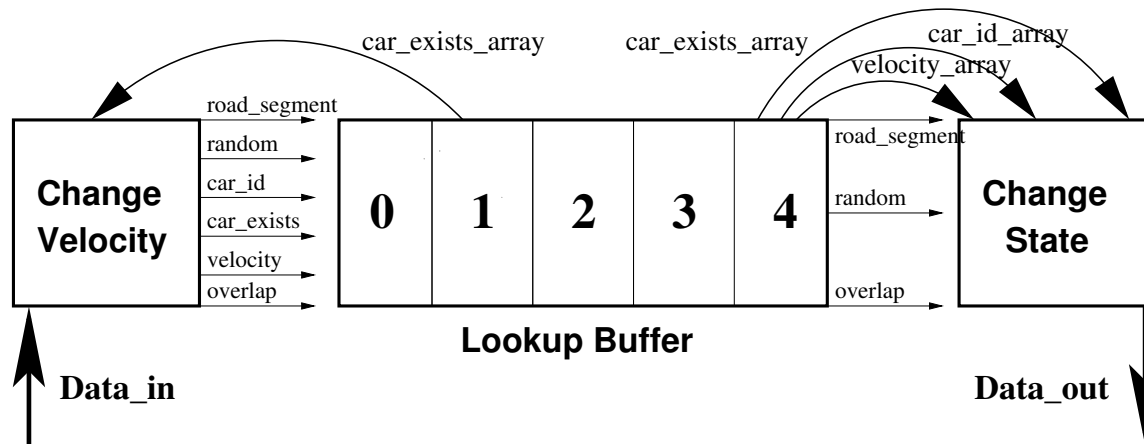 car_exists_array
car_exists_array
car_id_array
velocity_array
road_segment
random
car_id
car_exists
velocity
overlap
Change
Velocity
0 1 2 3 4
road_segment
random
overlap
Change
State
Lookup Buffer
Data_in
Data_out